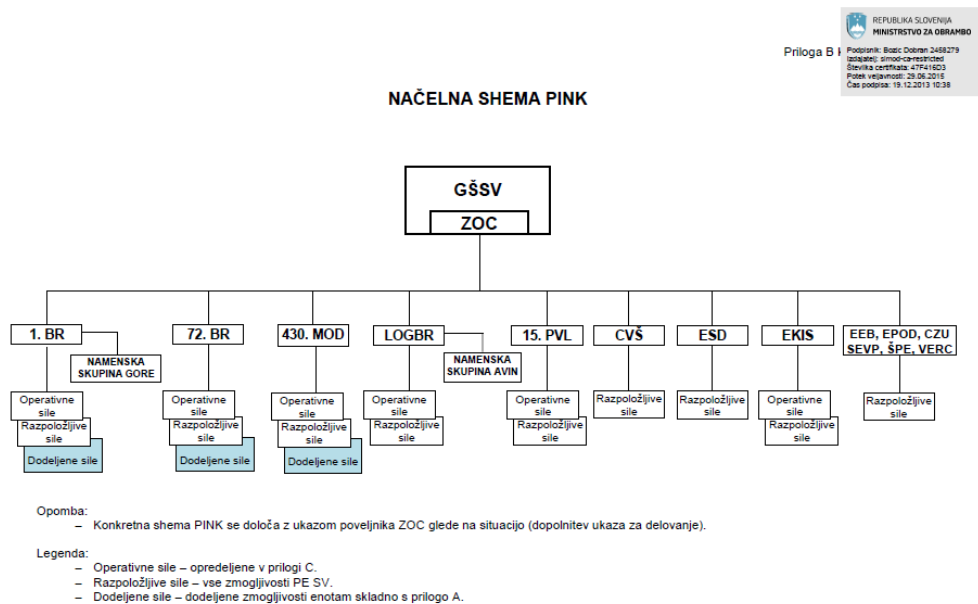 REPUBLIKA SLOVENIJA
MINISTRSTVO ZA OBRAMBO
Podpisnik: Bozic Dobran 2458279
Izdajatelj: simod-ca-restricted
Številka certifikata: 47F416D3
Potek veljavnosti: 29.06.2015
Čas podpisa: 19.12.2013 10:38
Priloga B
NAČELNA SHEMA PINK
GŠSV
ZOC
1. BR
72. BR
430. MOD
LOGBR
15. PVL
CVŠ
ESD
EKIS
EEB, EPOD, CZU
SEVP, ŠPE, VERC
NAMENSKA
SKUPINA GORE
NAMENSKA
SKUPINA AVIN
Operativne
sile
Razpoložljive
sile
Dodeljene sile
Operativne
sile
Razpoložljive
sile
Dodeljene sile
Operativne
sile
Razpoložljive
sile
Dodeljene sile
Operativne
sile
Razpoložljive
sile
Operativne
sile
Razpoložljive
sile
Razpoložljive
sile
Razpoložljive
sile
Operativne
sile
Razpoložljive
sile
Razpoložljive
sile
Opomba:
– Konkretna shema PINK se določa z ukazom poveljnika ZOC glede na situacijo (dopolnitev ukaza za delovanje).
Legenda:
– Operativne sile – opredeljene v prilogi C.
– Razpoložljive sile – vse zmogljivosti PE SV.
– Dodeljene sile – dodeljene zmogljivosti enotam skladno s prilogo A.